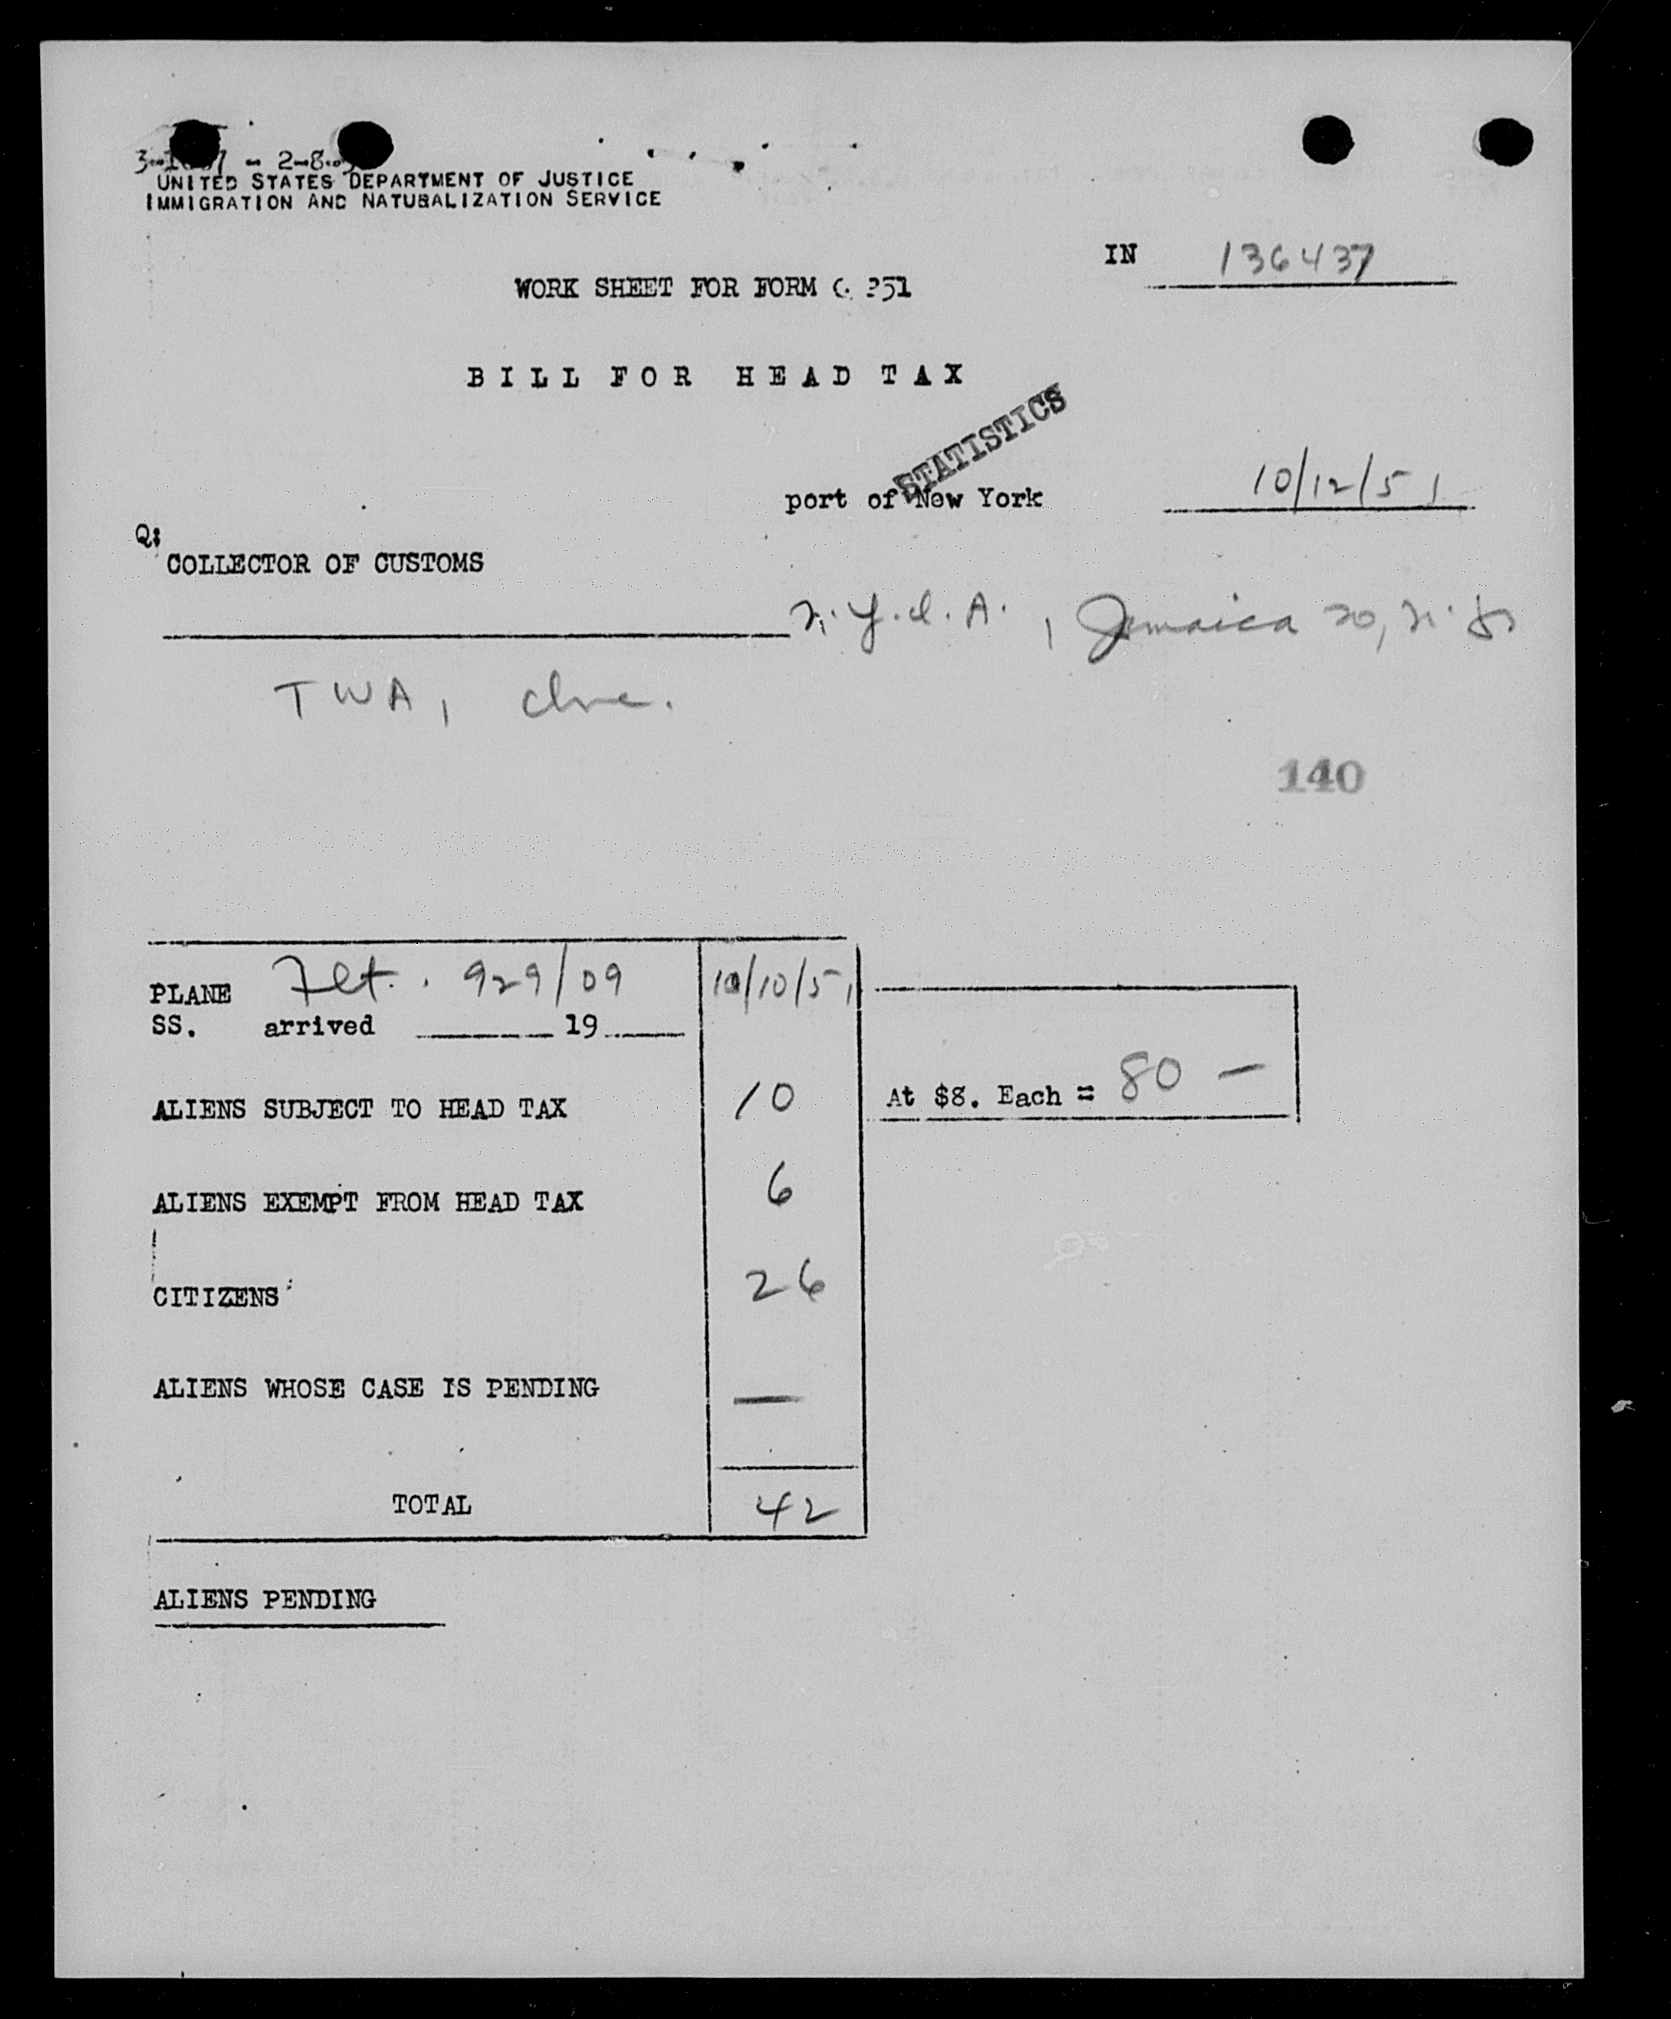 UNITED STATES DEPARTMENT OF JUSTICE
IMMIGRATION AND NATURALIZATION SERVICE
IN 136437
WORK SHEET FOR FORM
BILL FOR HEAD TAX
STATISTICS
port of New York 10/12/51
COLLECTOR OF CUSTOMS
N.Y.I.A., Jamaica 20, N.Y.
TWA, Inc.
140
PLANE Flt. 929/09 10/10/51
SS. arrived 19
ALIENS SUBJECT TO HEAD TAX 10 At $8. Each = 80 —
ALIENS EXEMPT FROM HEAD TAX 6
CITIZENS 26
ALIENS WHOSE CASE IS PENDING —
TOTAL 42
ALIENS PENDING